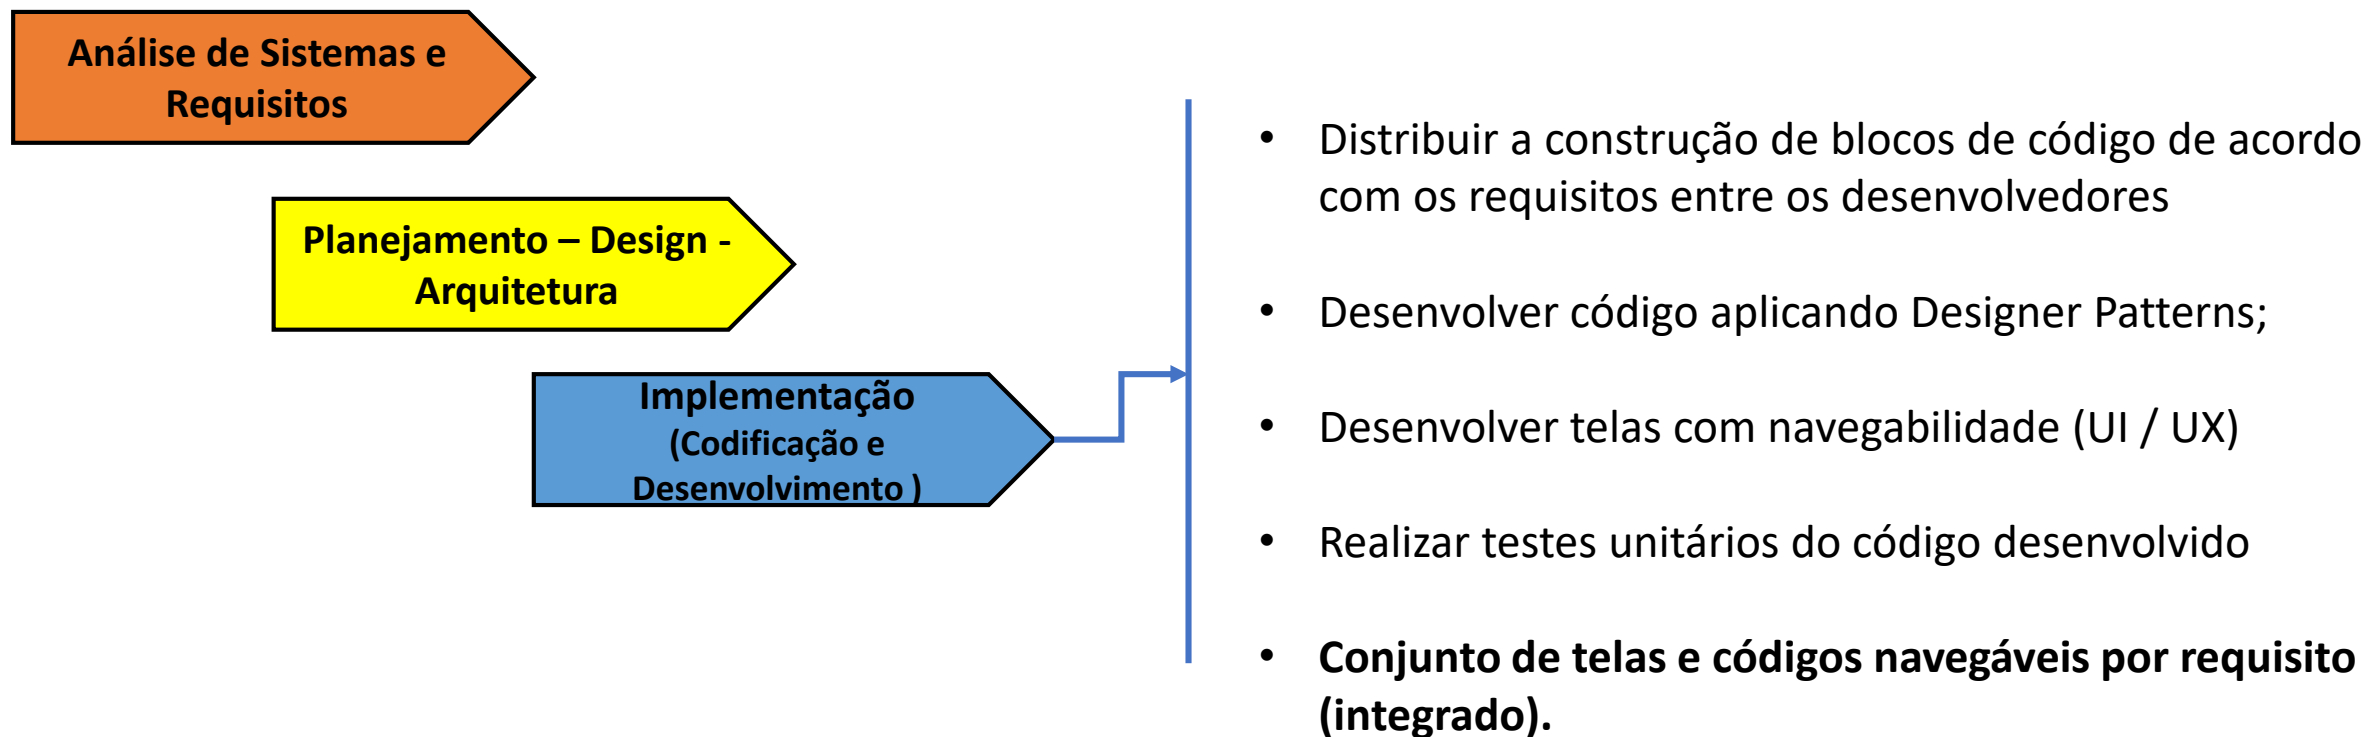 Análise de Sistemas e
Requisitos
Planejamento – Design -
Arquitetura
Implementação
(Codificação e
Desenvolvimento )
• Distribuir a construção de blocos de código de acordo
com os requisitos entre os desenvolvedores
• Desenvolver código aplicando Designer Patterns;
• Desenvolver telas com navegabilidade (UI / UX)
• Realizar testes unitários do código desenvolvido
• Conjunto de telas e códigos navegáveis por requisito
(integrado).